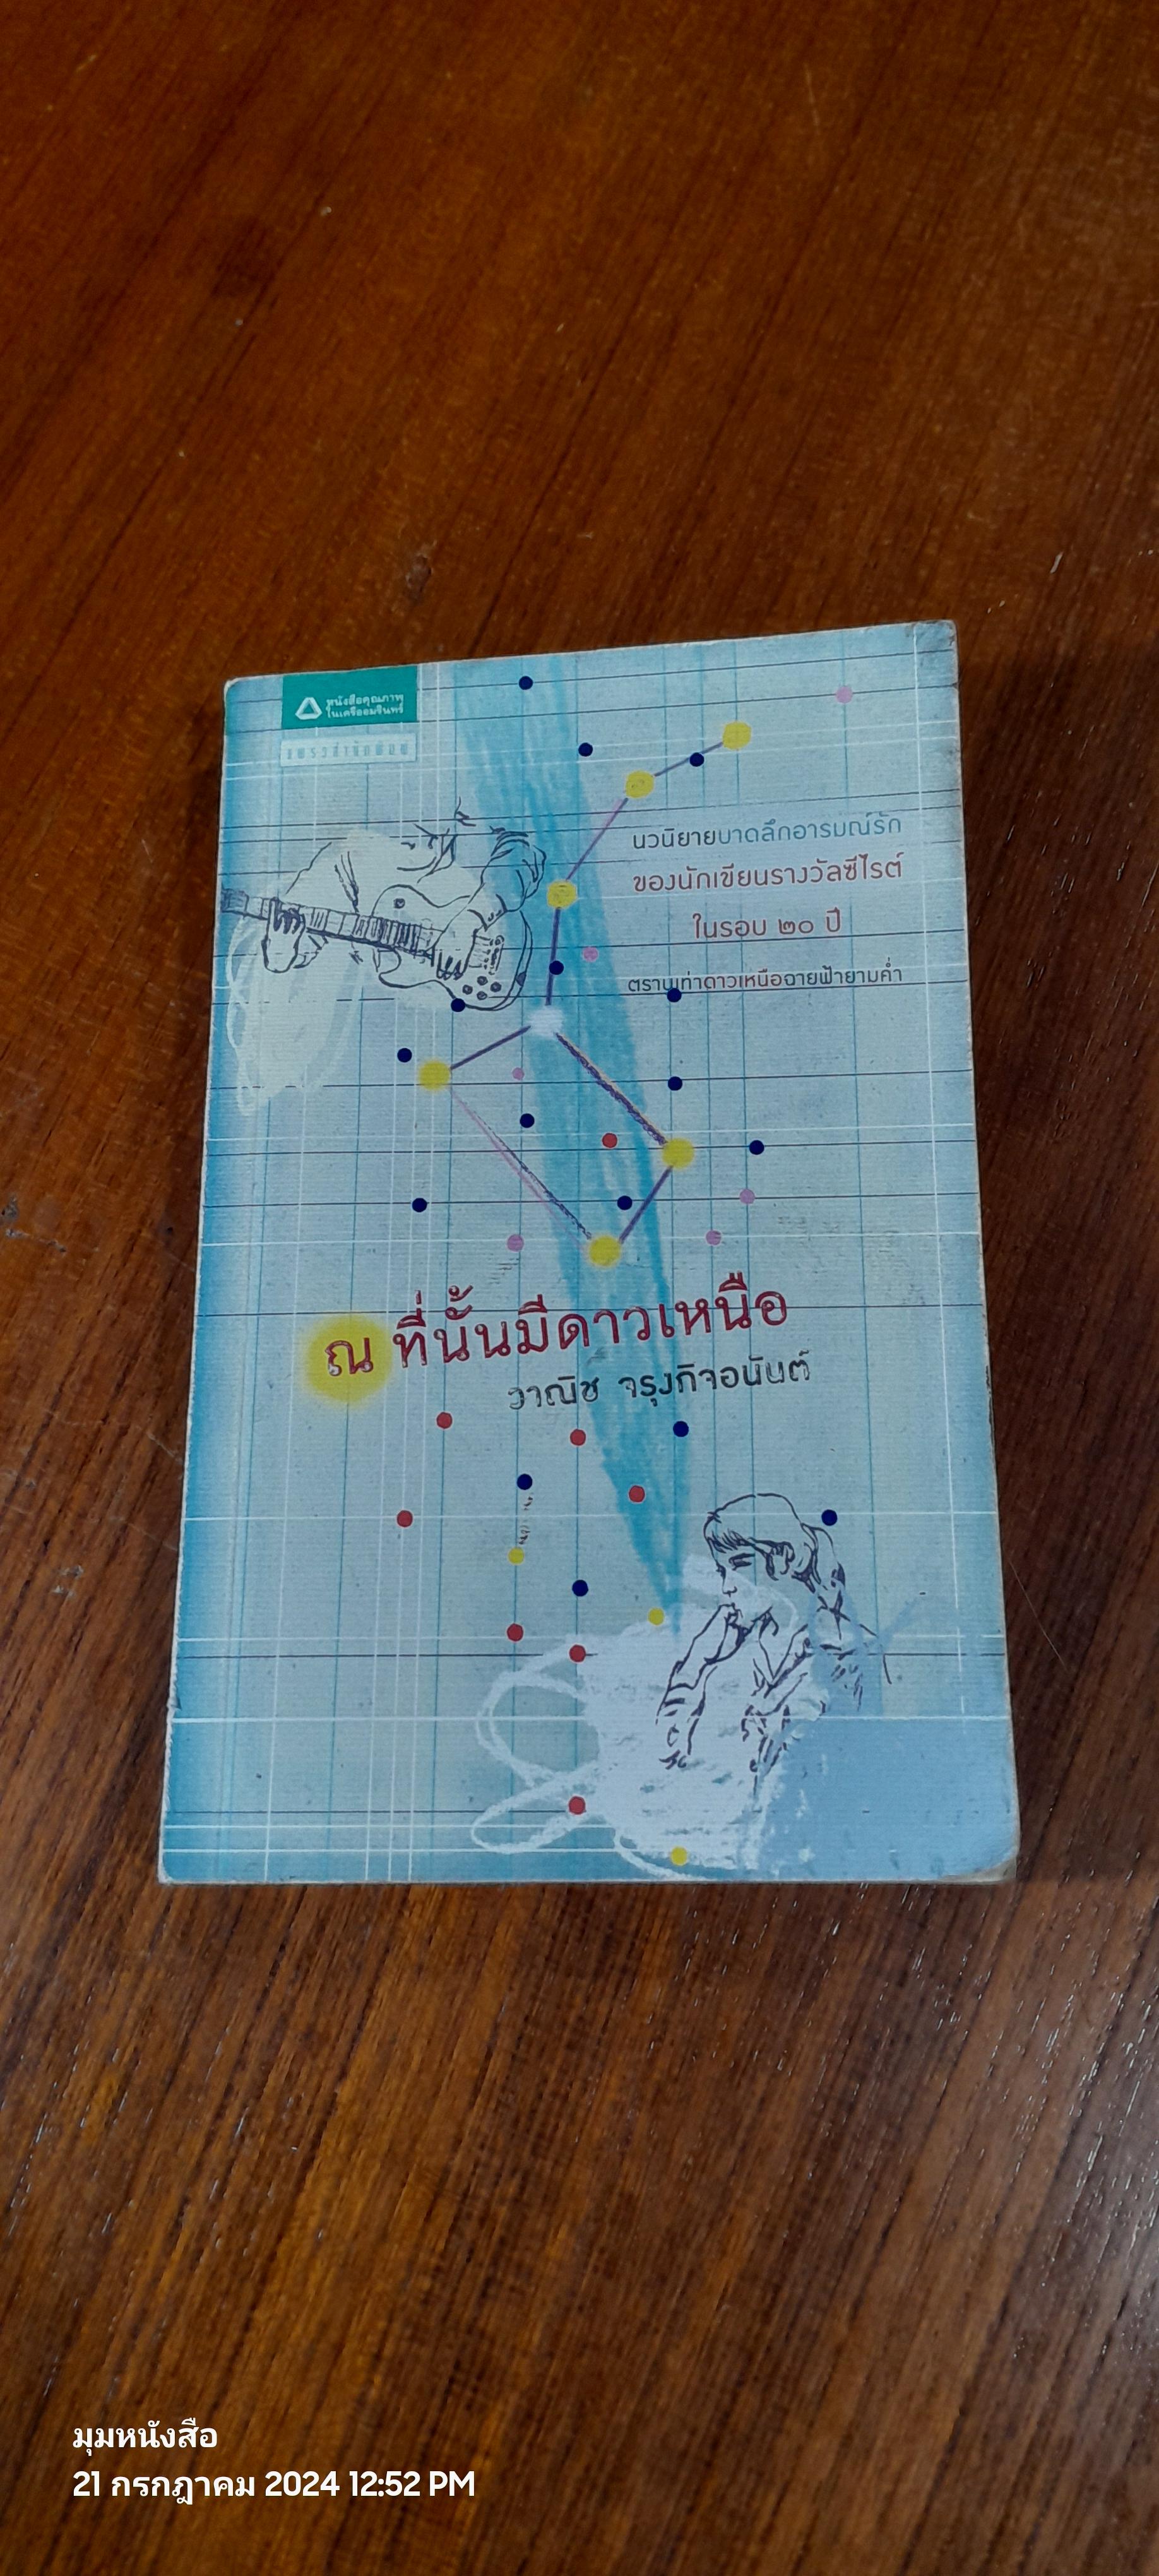 หนังสือคุณภาพ
ในเครืออมรินทร์
แพรวสำนักพิมพ์
นวนิยายบาดลึกอารมณ์รัก
ของนักเขียนรางวัลซีไรต์
ในรอบ ๒๐ ปี
ตราบเท่าดาวเหนือฉายฟ้ายามค่ำ
ณ ที่นั้นมีดาวเหนือ
วาณิช จรุงกิจอนันต์
มุมหนังสือ
21 กรกฎาคม 2024 12:52 PM